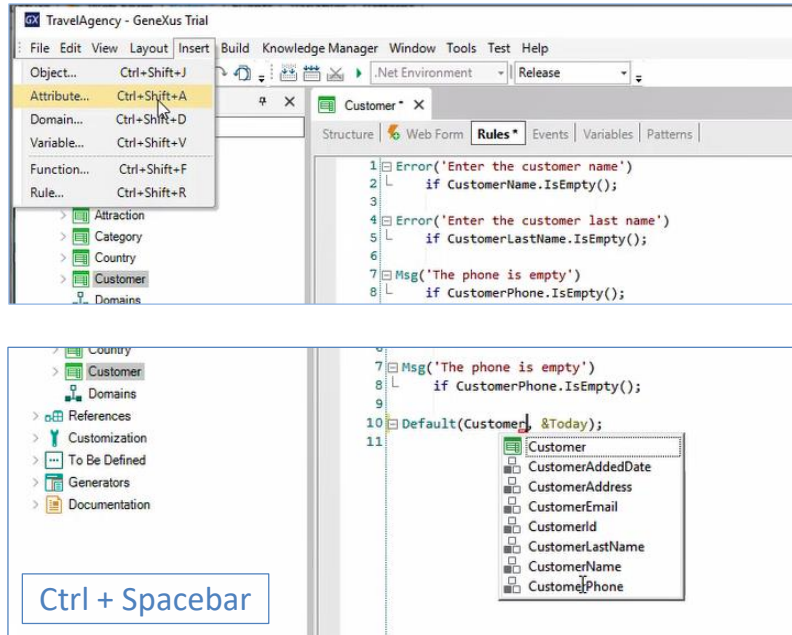 GX TravelAgency - GeneXus Trial
File Edit View Layout Insert Build Knowledge Manager Window Tools Test Help
Object... Ctrl+Shift+J
.Net Environment Release
Attribute... Ctrl+Shift+A
Customer*
Domain... Ctrl+Shift+D
Variable... Ctrl+Shift+V
Structure Web Form Rules* Events Variables Patterns
Function... Ctrl+Shift+F
Rule... Ctrl+Shift+R
Attraction
Category
Country
Customer
Domains
1 Error('Enter the customer name')
2 if CustomerName.IsEmpty();
3
4 Error('Enter the customer last name')
5 if CustomerLastName.IsEmpty();
6
7 Msg('The phone is empty')
8 if CustomerPhone.IsEmpty();
Country
Customer
Domains
References
Customization
To Be Defined
Generators
Documentation
6
7 Msg('The phone is empty')
8 if CustomerPhone.IsEmpty();
9
10 Default(Customer, &Today);
11
Customer
CustomerAddedDate
CustomerAddress
CustomerEmail
CustomerId
CustomerLastName
CustomerName
CustomerPhone
Ctrl + Spacebar